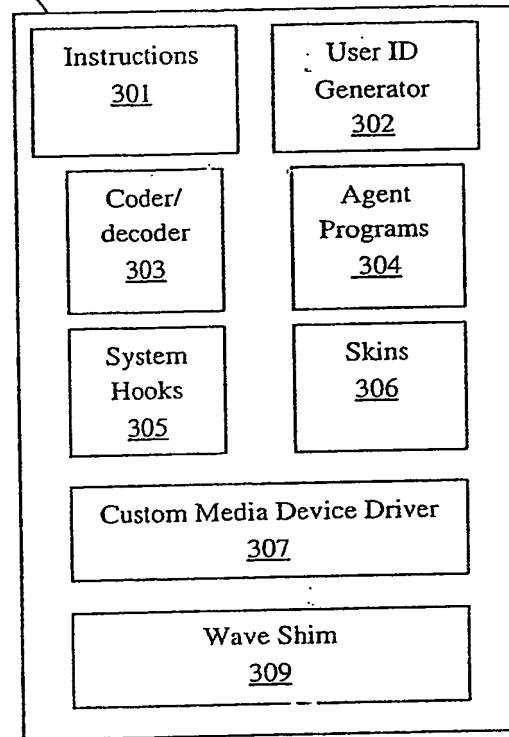 Instructions
301
User ID
Generator
302
Coder/
decoder
303
Agent
Programs
304
System
Hooks
305
Skins
306
Custom Media Device Driver
307
Wave Shim
309